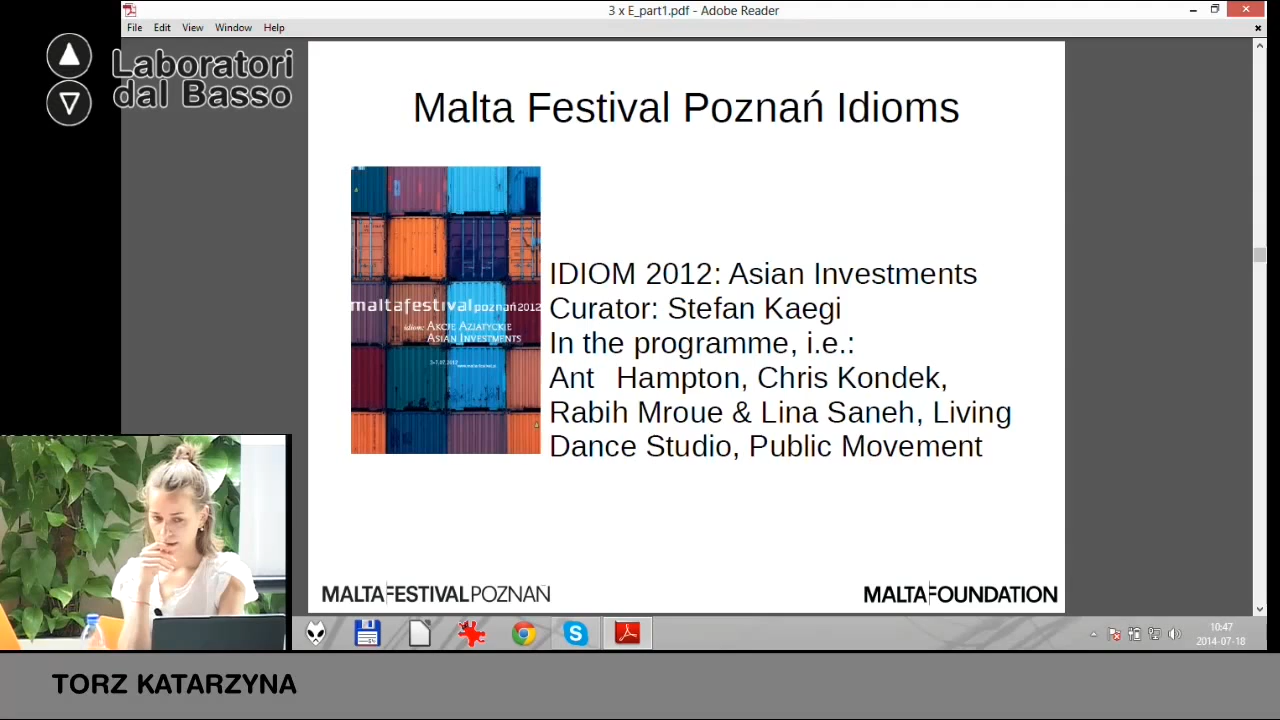 3 x E_part1.pdf - Adobe Reader
File Edit View Window Help
Laboratori
dal Basso
Malta Festival Poznań Idioms
maltafestival poznań 2012
idiom: AKCJE AZJATYCKIE
ASIAN INVESTMENTS
IDIOM 2012: Asian Investments
Curator: Stefan Kaegi
In the programme, i.e.:
Ant Hampton, Chris Kondek,
Rabih Mroue & Lina Saneh, Living
Dance Studio, Public Movement
MALTAFESTIVALPOZNAŃ
MALTAFOUNDATION
10:47
2014-07-18
TORZ KATARZYNA